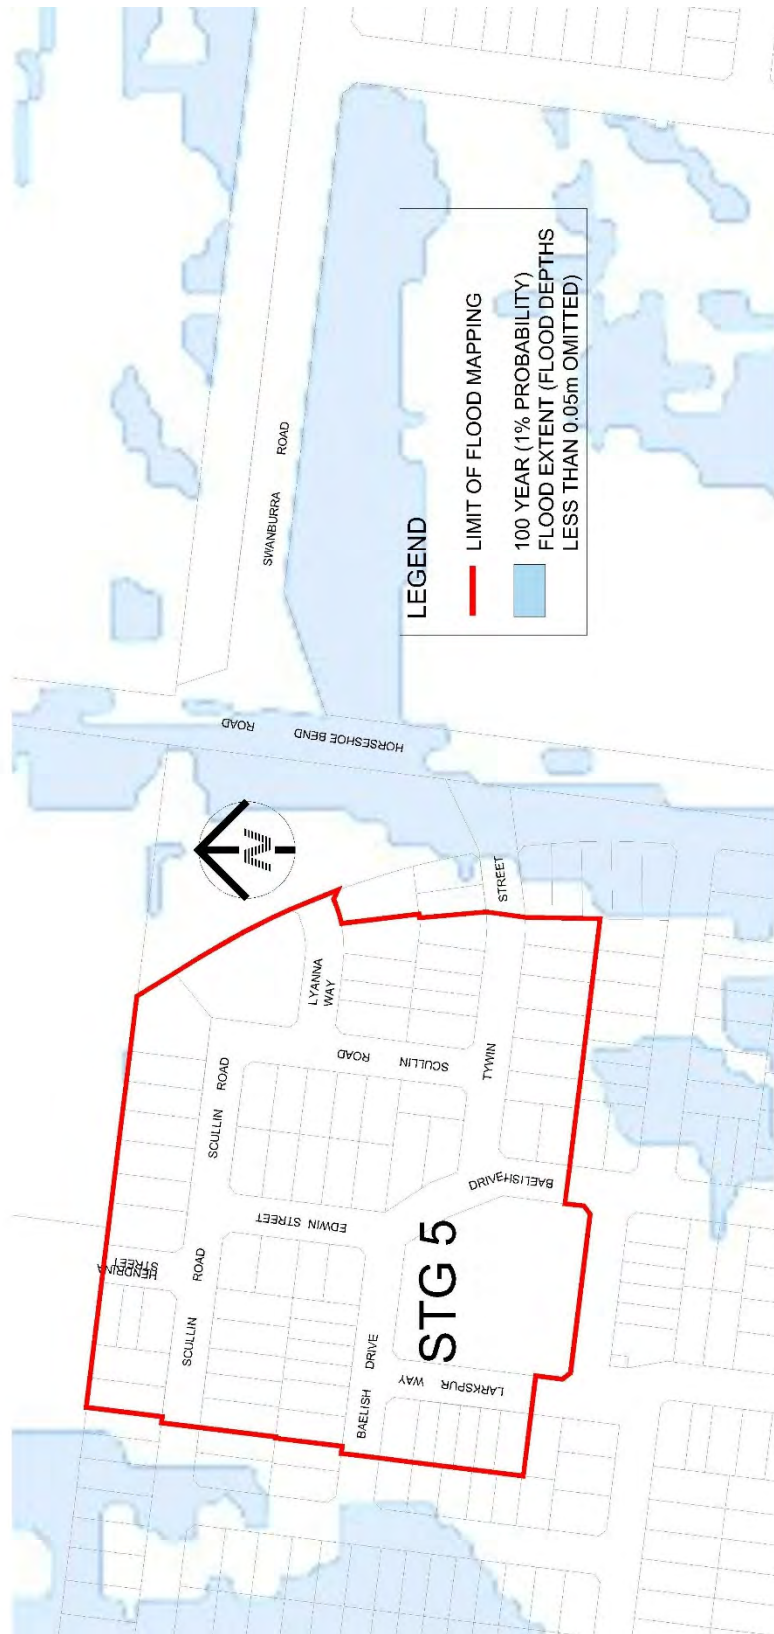 SWANBURRA ROAD
HORSESHOE BEND ROAD
LEGEND
LIMIT OF FLOOD MAPPING
100 YEAR (1% PROBABILITY)
FLOOD EXTENT (FLOOD DEPTHS
LESS THAN 0.05m OMITTED)
N
STREET
TYWIN
LYANNA
WAY
SCULLIN ROAD
SCULLIN ROAD
BAELISH DRIVE
EDWIN STREET
HENDRINA
STREET
SCULLIN ROAD
STG 5
BAELISH DRIVE
LARKSPUR WAY